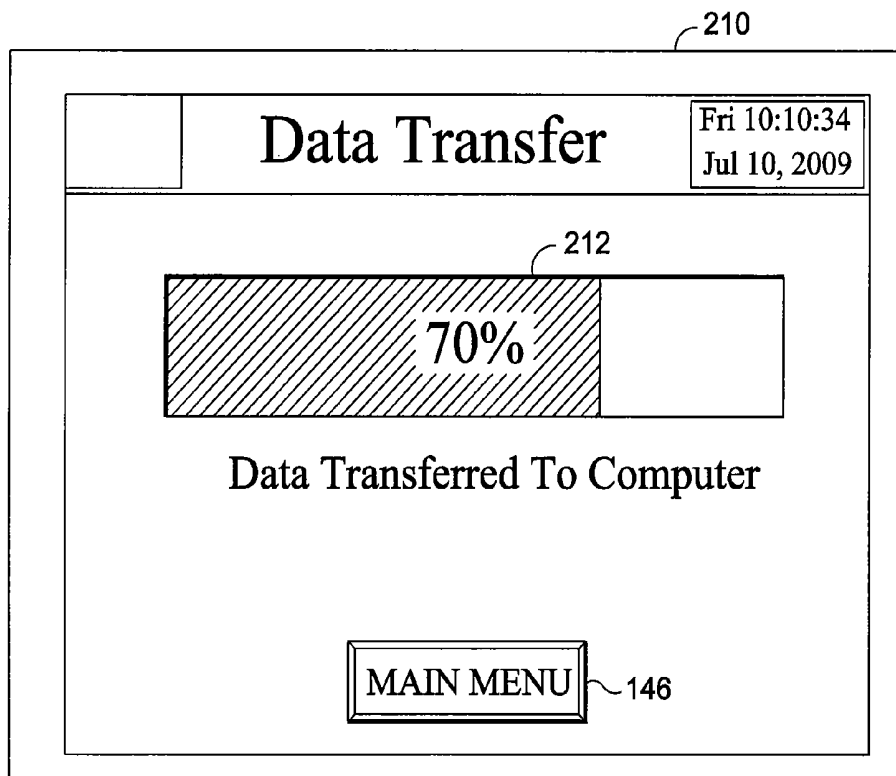 210
Data Transfer
Fri 10:10:34
Jul 10, 2009
212
70%
Data Transferred To Computer
MAIN MENU
146